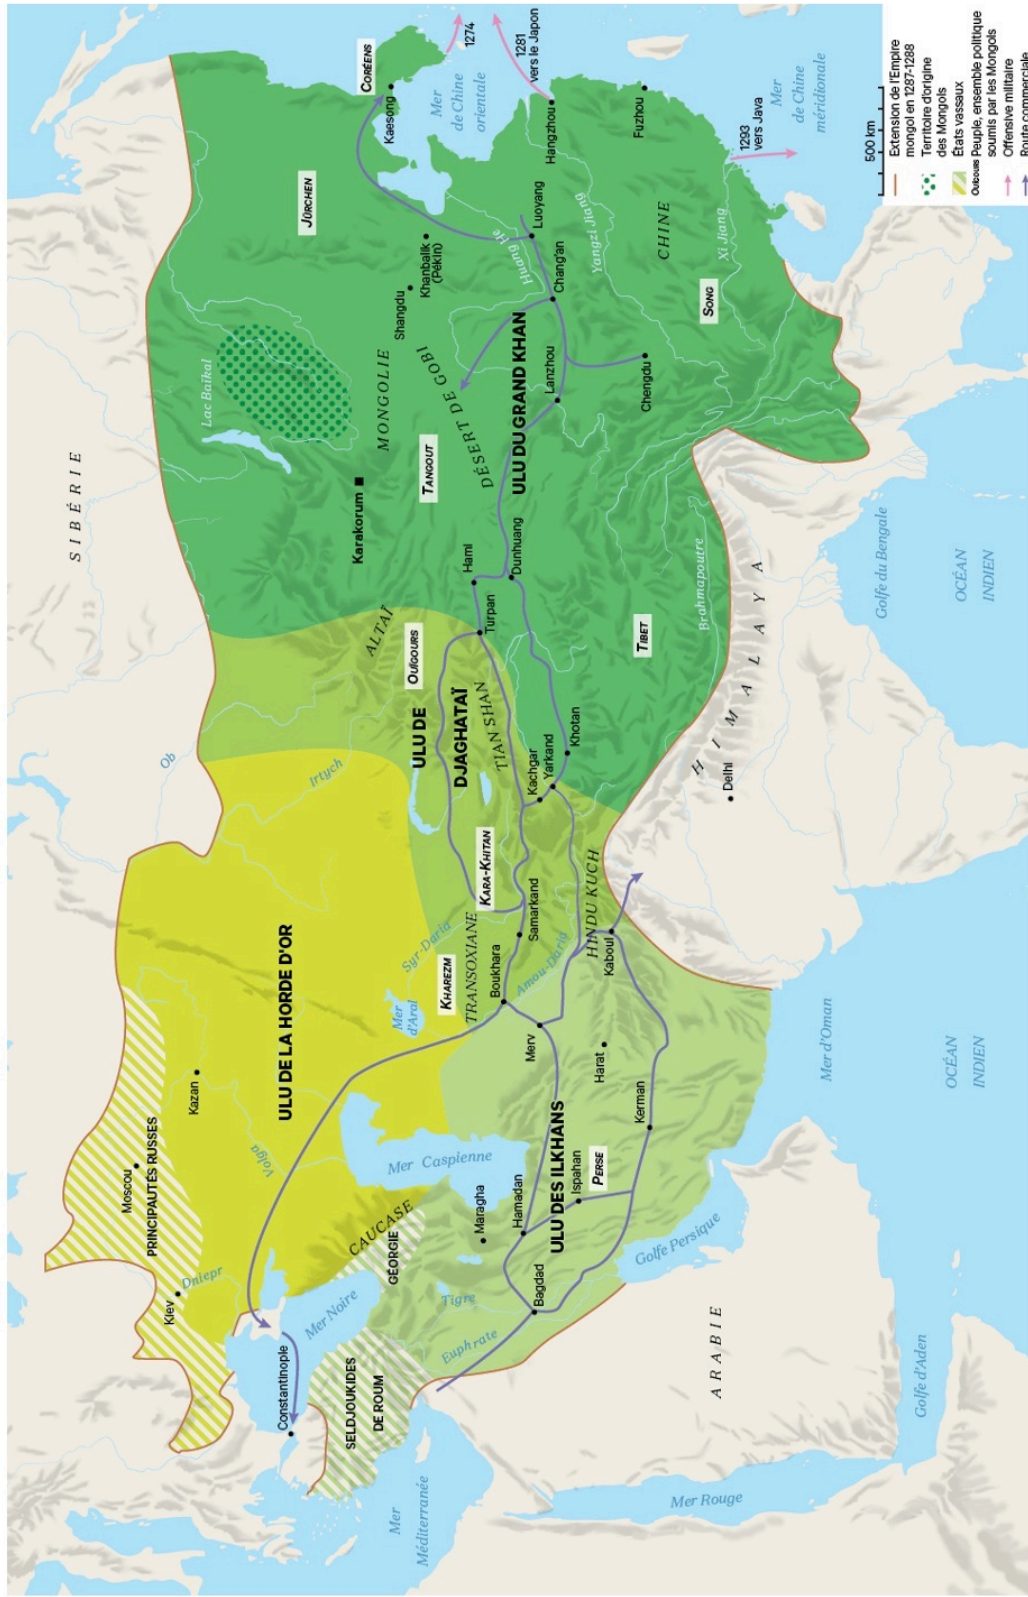 SIBÉRIE
Ob
Irtych
Lac Baïkal
Moscou
PRINCIPAUTÉS RUSSES
Kiev
Dniepr
Kazan
Volga
ULU DE LA HORDE D'OR
Constantinople
Mer Noire
CAUCASE
GÉORGIE
SELDJOUKIDES
DE ROUM
Mer
Méditerranée
Mer Caspienne
Mer
d'Aral
Syr-Daria
KHAREZM
TRANSOXIANE
Boukhara
Samarkand
Amou-Daria
KARA-KHITAN
ULU DE
DJAGHATAÏ
OUÏGOURS
ALTAÏ
TIAN SHAN
Turpan
Hami
Dunhuang
Kachgar
Yarkand
Khotan
Karakorum
MONGOLIE
TANGOUT
DÉSERT DE GOBI
ULU DU GRAND KHAN
Shangdu
Khanbalik
(Pékin)
JÜRCHEN
CORÉENS
Kaesong
1274
Mer
de Chine
orientale
1281
vers le Japon
Luoyang
Huang He
Chang'an
Lanzhou
Chengdu
Yangzi Jiang
Hangzhou
Fuzhou
CHINE
SONG
Xi Jiang
1293
vers Java
Mer
de Chine
méridionale
Tigre
Euphrate
Maragha
Hamadan
Bagdad
ULU DES ILKHANS
Ispahan
PERSE
Merv
Harat
Kerman
Kaboul
HINDU KUCH
TIBET
Brahmapoutre
HIMALAYA
Delhi
Golfe Persique
ARABIE
Mer Rouge
Golfe d'Aden
Mer d'Oman
OCÉAN
INDIEN
Golfe du Bengale
OCÉAN
INDIEN
500 km
Extension de l'Empire
mongol en 1287-1288
Territoire d'origine
des Mongols
États vassaux
OUÏGOURS Peuple, ensemble politique
soumis par les Mongols
Offensive militaire
Route commerciale